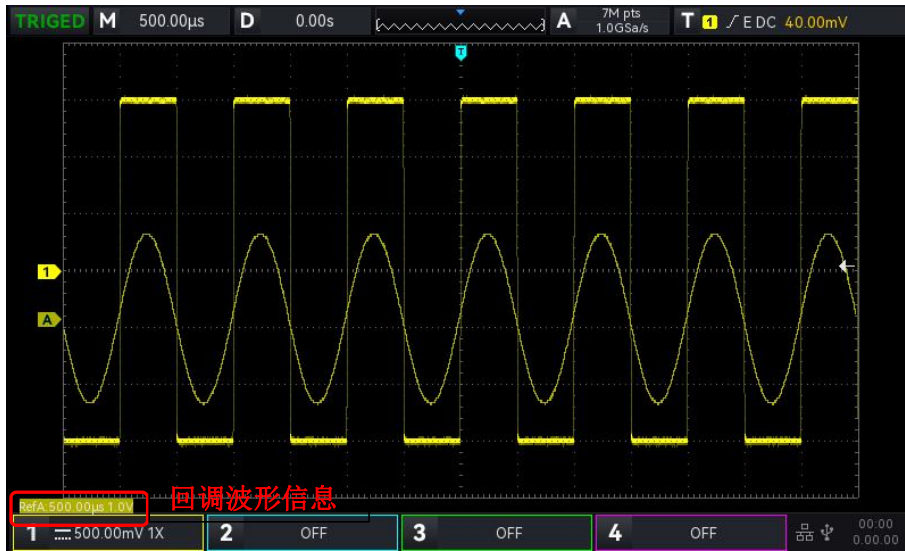 TRIGED M 500.00μs D 0.00s A 7M pts T 1 E DC 40.00mV
1.0GSa/s
T
1
A
RefA:500.00μs 1.0V 回调波形信息
1 500.00mV 1X 2 OFF 3 OFF 4 OFF 00:00
0.00.00